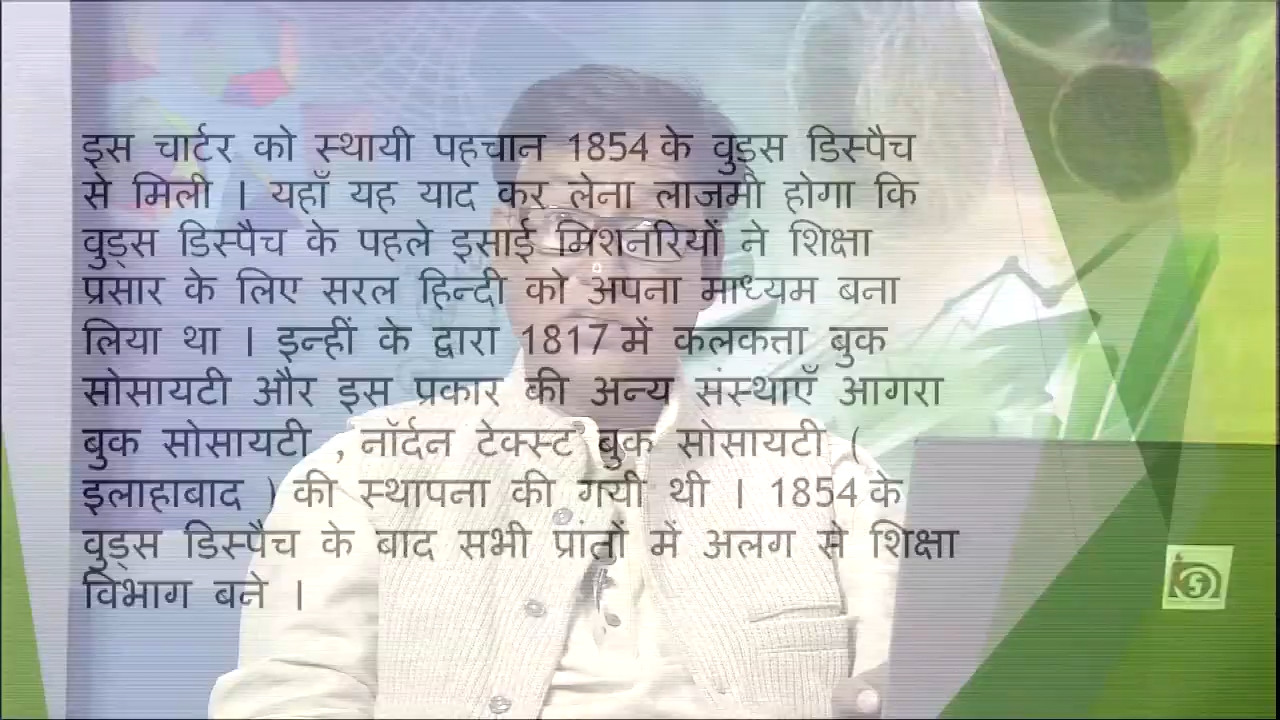 इस चार्टर को स्थायी पहचान 1854 के वुड्स डिस्पैच
से मिली । यहाँ यह याद कर लेना लाजमी होगा कि
वुड्स डिस्पैच के पहले इसाई मिशनरियों ने शिक्षा
प्रसार के लिए सरल हिन्दी को अपना माध्यम बना
लिया था । इन्हीं के द्वारा 1817 में कलकत्ता बुक
सोसायटी और इस प्रकार की अन्य संस्थाएँ आगरा
बुक सोसायटी , नॉर्दन टेक्स्ट बुक सोसायटी (
इलाहाबाद ) की स्थापना की गयी थी । 1854 के
वुड्स डिस्पैच के बाद सभी प्रांतों में अलग से शिक्षा
विभाग बने ।